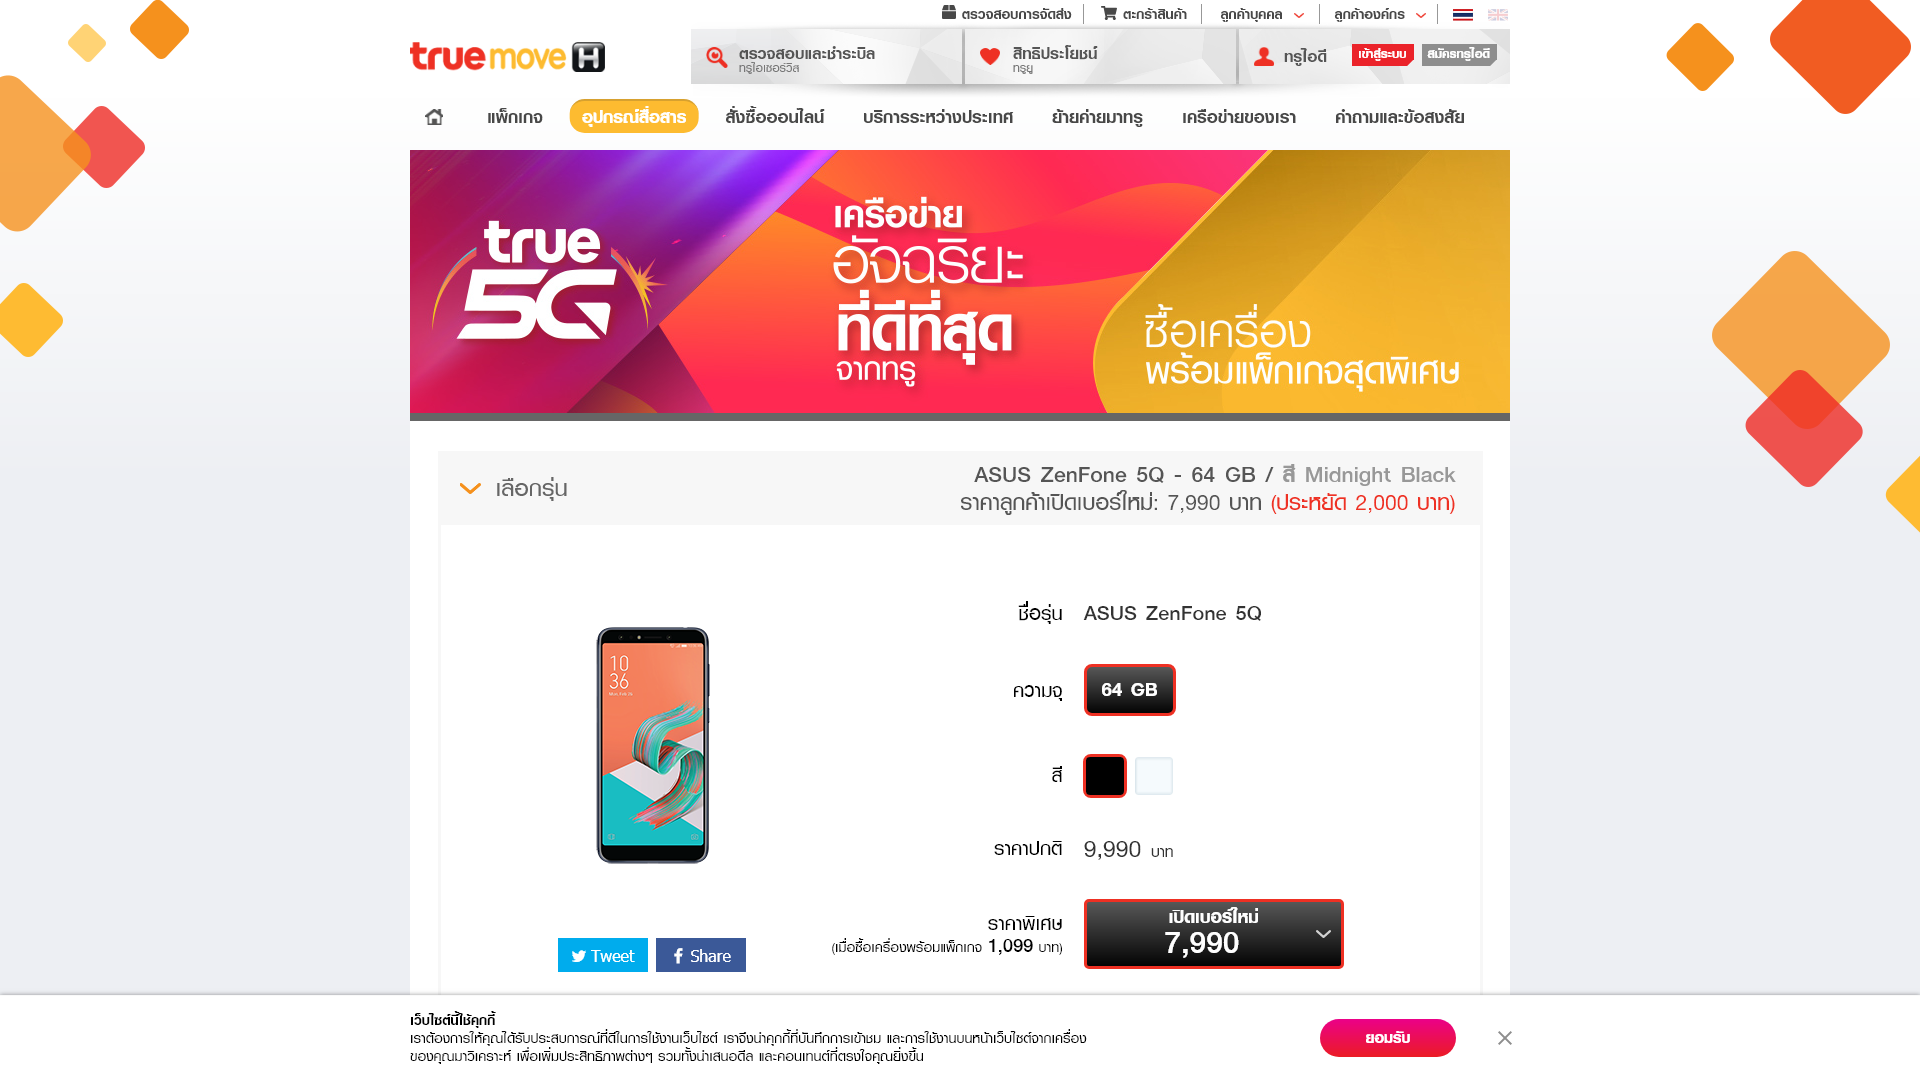 ตรวจสอบการจัดส่ง
ตะกร้าสินค้า
ลูกค้าบุคคล
ลูกค้าองค์กร
true move H
ตรวจสอบและชำระบิล
ทรูไอเซอร์วิส
สิทธิประโยชน์
ทรูยู
ทรูไอดี
เข้าสู่ระบบ
สมัครทรูไอดี
แพ็กเกจ
อุปกรณ์สื่อสาร
สั่งซื้อออนไลน์
บริการระหว่างประเทศ
ย้ายค่ายมาทรู
เครือข่ายของเรา
คำถามและข้อสงสัย
true
5G
เครือข่าย
อัจฉริยะ
ที่ดีที่สุด
จากทรู
ซื้อเครื่อง
พร้อมแพ็กเกจสุดพิเศษ
เลือกรุ่น
ASUS ZenFone 5Q - 64 GB / สี Midnight Black
ราคาลูกค้าเปิดเบอร์ใหม่: 7,990 บาท (ประหยัด 2,000 บาท)
ชื่อรุ่น ASUS ZenFone 5Q
10
36
ความจุ 64 GB
สี
ราคาปกติ 9,990 บาท
ราคาพิเศษ
(เมื่อซื้อเครื่องพร้อมแพ็กเกจ 1,099 บาท)
เปิดเบอร์ใหม่
7,990
Tweet
Share
เว็บไซต์นี้ใช้คุกกี้
เราต้องการให้คุณได้รับประสบการณ์ที่ดีในการใช้งานเว็บไซต์ เราจึงนำคุกกี้ที่บันทึกการเข้าชม และการใช้งานบนหน้าเว็บไซต์จากเครื่อง
ของคุณมาวิเคราะห์ เพื่อเพิ่มประสิทธิภาพต่างๆ รวมทั้งนำเสนอดีล และคอนเทนต์ที่ตรงใจคุณยิ่งขึ้น
ยอมรับ